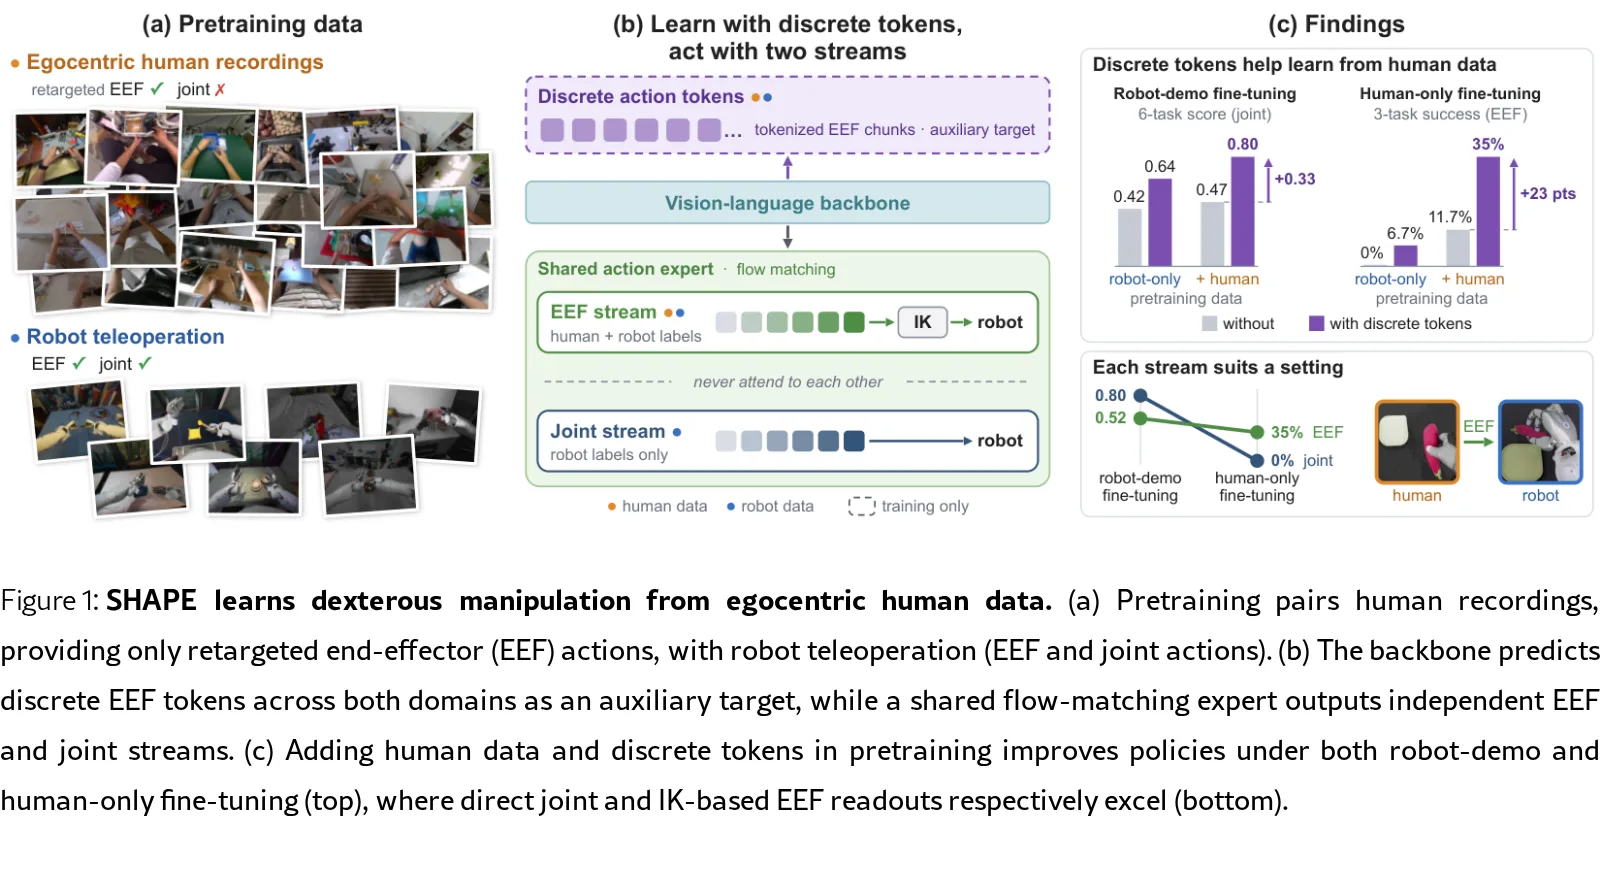 (a) Pretraining data
• Egocentric human recordings
retargeted EEF ✓ joint ✗
• Robot teleoperation
EEF ✓ joint ✓
(b) Learn with discrete tokens,
act with two streams
Discrete action tokens
... tokenized EEF chunks · auxiliary target
Vision-language backbone
Shared action expert · flow matching
EEF stream
human + robot labels
IK
robot
never attend to each other
Joint stream
robot labels only
robot
• human data • robot data training only
(c) Findings
Discrete tokens help learn from human data
Robot-demo fine-tuning
6-task score (joint)
0.42
0.64
0.47
0.80
+0.33
robot-only + human
pretraining data
Human-only fine-tuning
3-task success (EEF)
0%
6.7%
11.7%
35%
+23 pts
robot-only + human
pretraining data
without with discrete tokens
Each stream suits a setting
0.80
0.52
35% EEF
0% joint
robot-demo
fine-tuning
human-only
fine-tuning
EEF
human
robot
Figure 1: SHAPE learns dexterous manipulation from egocentric human data. (a) Pretraining pairs human recordings,
providing only retargeted end-effector (EEF) actions, with robot teleoperation (EEF and joint actions). (b) The backbone predicts
discrete EEF tokens across both domains as an auxiliary target, while a shared flow-matching expert outputs independent EEF
and joint streams. (c) Adding human data and discrete tokens in pretraining improves policies under both robot-demo and
human-only fine-tuning (top), where direct joint and IK-based EEF readouts respectively excel (bottom).